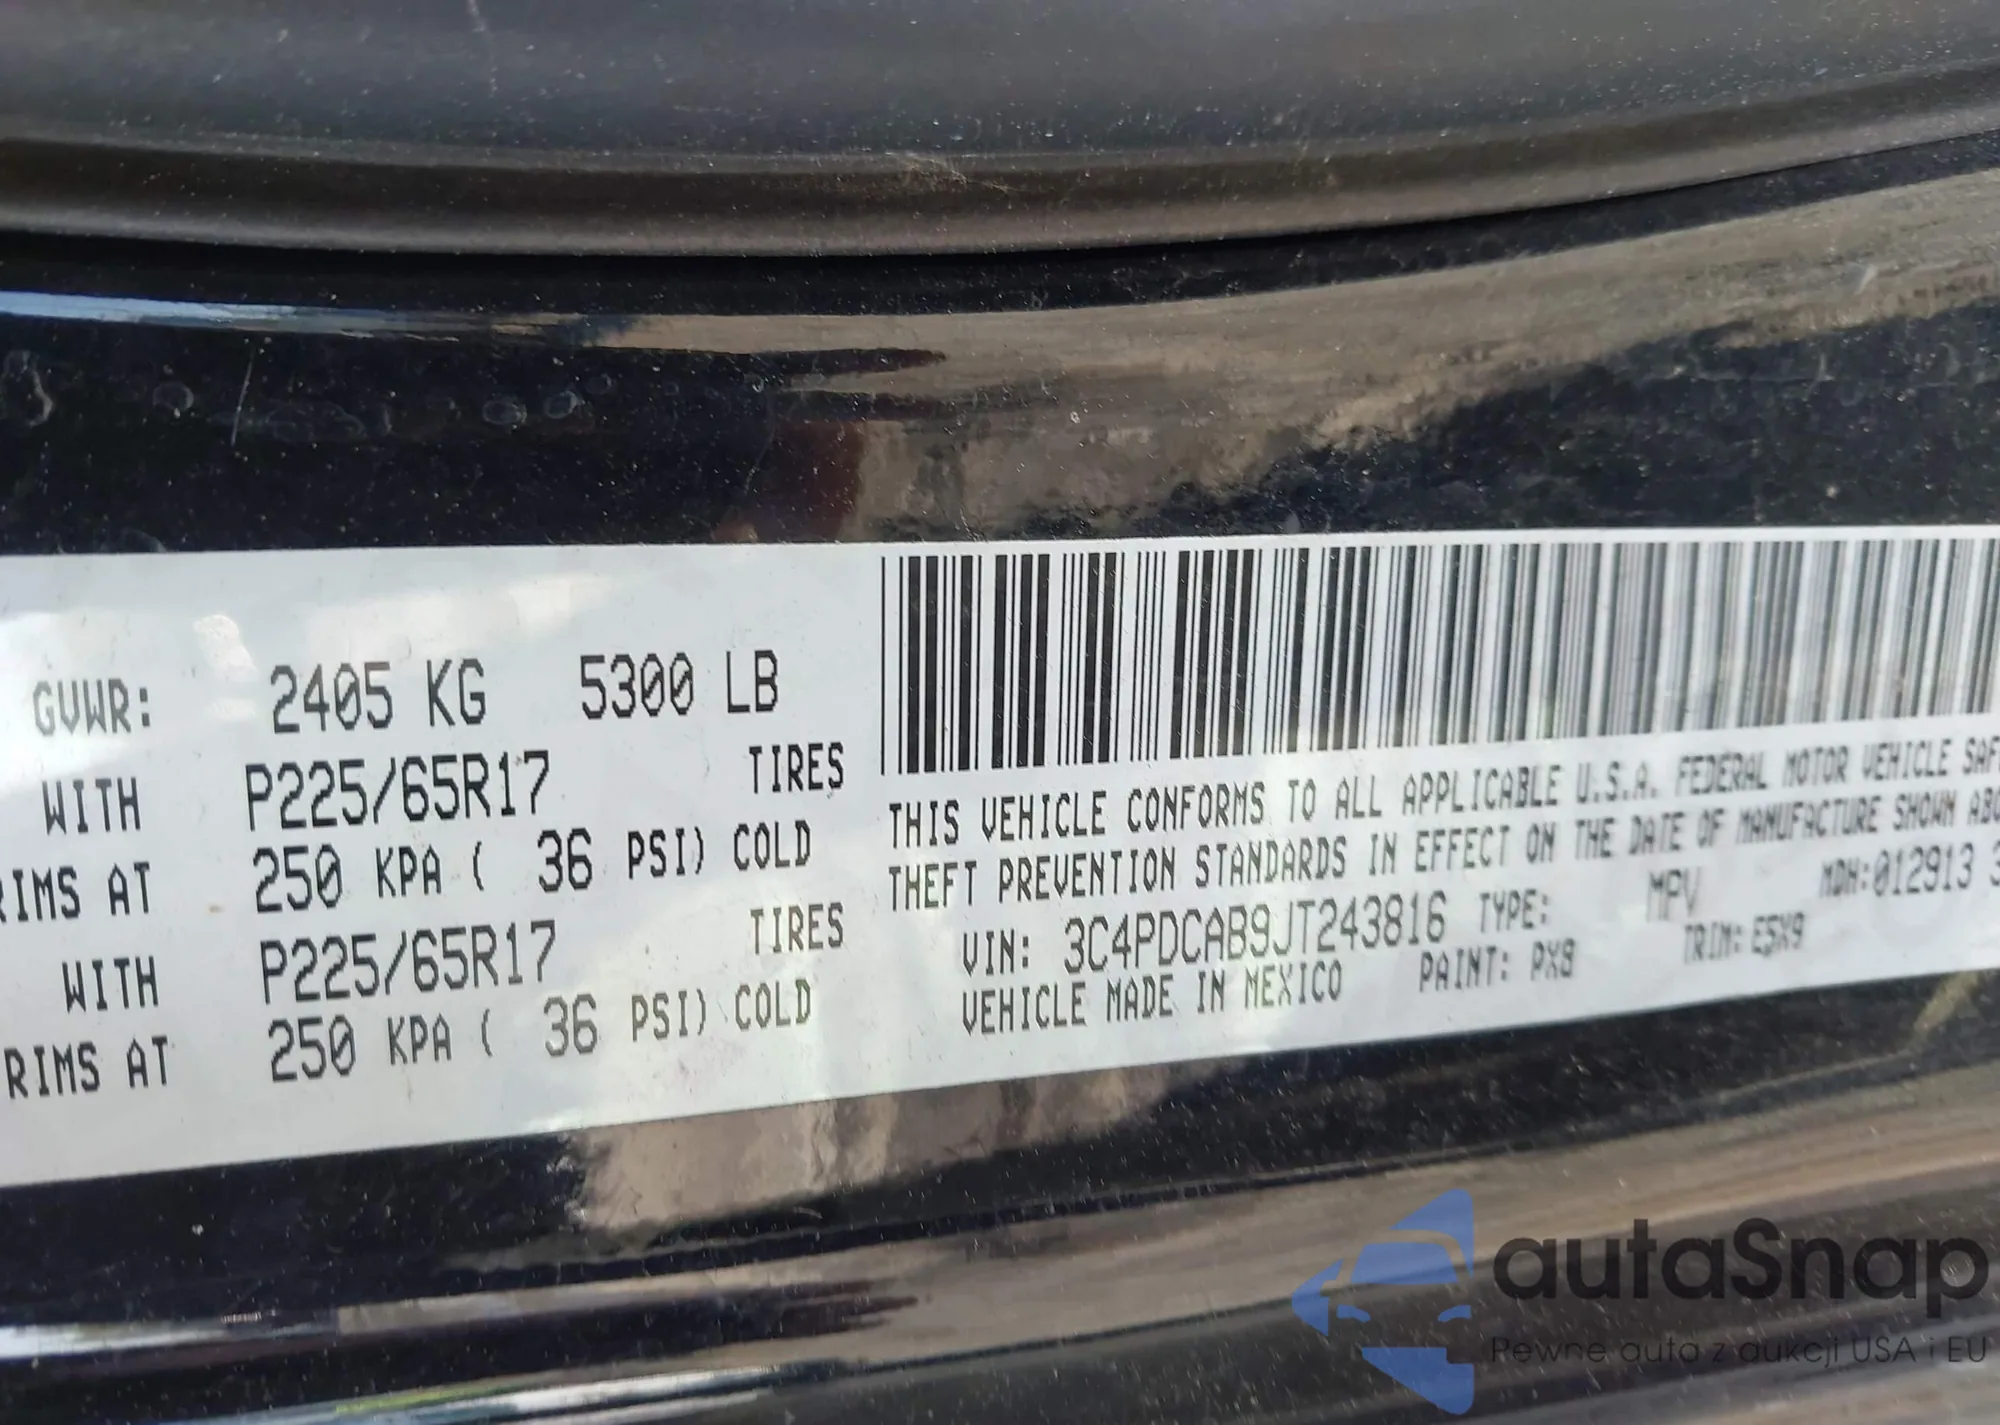 GVWR: 2405 KG 5300 LB
WITH P225/65R17 TIRES
RIMS AT 250 KPA ( 36 PSI) COLD
WITH P225/65R17 TIRES
RIMS AT 250 KPA ( 36 PSI) COLD
THIS VEHICLE CONFORMS TO ALL APPLICABLE U.S.A. FEDERAL MOTOR VEHICLE SAF
THEFT PREVENTION STANDARDS IN EFFECT ON THE DATE OF MANUFACTURE SHOWN ABO
VIN: 3C4PDCAB9JT243816 TYPE: MPV MDH:012913 3
VEHICLE MADE IN MEXICO PAINT: PX8 TRIM: E5X9
autaSnap
Pewne auta z aukcji USA i EU